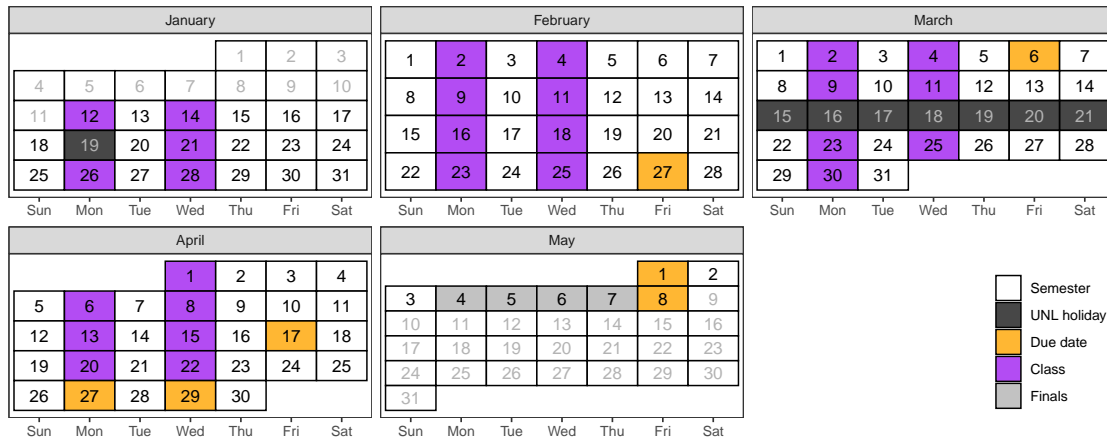 January
1 2 3
4 5 6 7 8 9 10
11 12 13 14 15 16 17
18 19 20 21 22 23 24
25 26 27 28 29 30 31
Sun Mon Tue Wed Thu Fri Sat
February
1 2 3 4 5 6 7
8 9 10 11 12 13 14
15 16 17 18 19 20 21
22 23 24 25 26 27 28
Sun Mon Tue Wed Thu Fri Sat
March
1 2 3 4 5 6 7
8 9 10 11 12 13 14
15 16 17 18 19 20 21
22 23 24 25 26 27 28
29 30 31
Sun Mon Tue Wed Thu Fri Sat
April
1 2 3 4
5 6 7 8 9 10 11
12 13 14 15 16 17 18
19 20 21 22 23 24 25
26 27 28 29 30
Sun Mon Tue Wed Thu Fri Sat
May
1 2
3 4 5 6 7 8 9
10 11 12 13 14 15 16
17 18 19 20 21 22 23
24 25 26 27 28 29 30
31
Sun Mon Tue Wed Thu Fri Sat
Semester
UNL holiday
Due date
Class
Finals